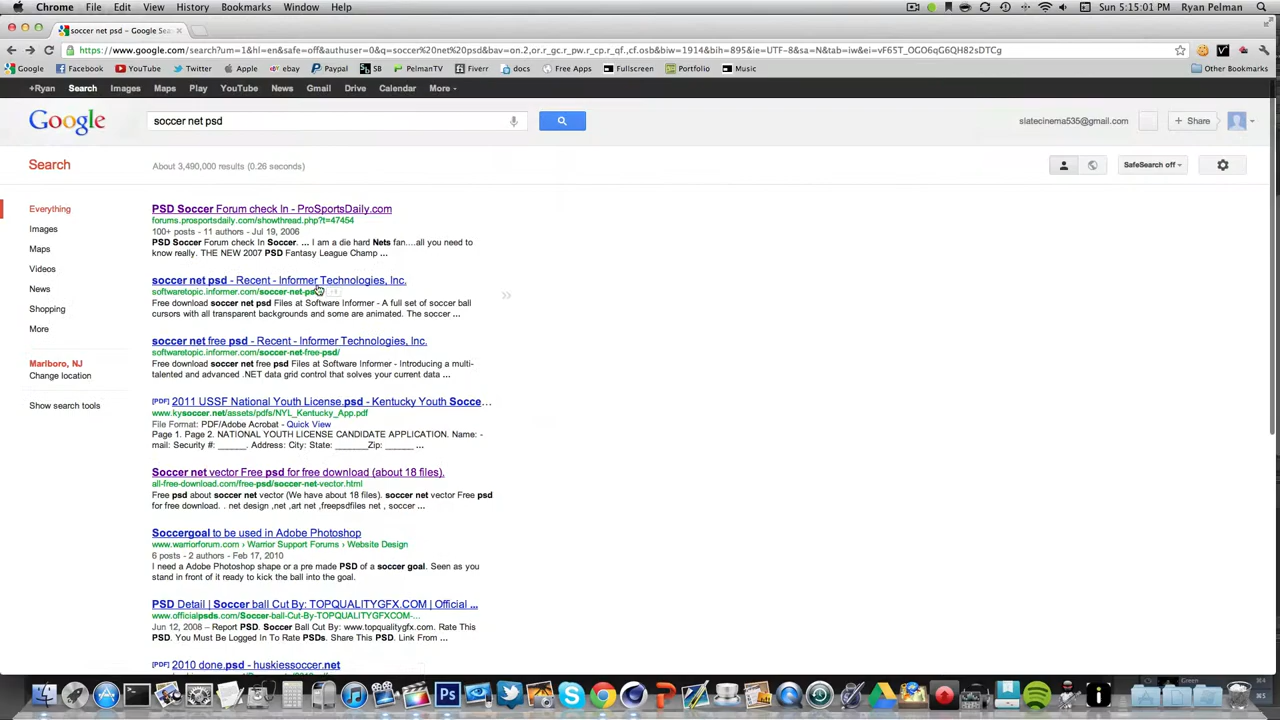 Chrome File Edit View History Bookmarks Window Help Sun 5:15:01 PM Ryan Pelman
soccer net psd - Google Sea
https://www.google.com/search?um=1&hl=en&safe=off&authuser=0&q=soccer%20net%20psd&bav=on.2,or.r_gc.r_pw.r_cp.r_qf.,cf.osb&biw=1914&bih=895&ie=UTF-8&sa=N&tab=iw&ei=vF65T_OGO6qG6QH82sDTCg
Google Facebook YouTube Twitter Apple ebay Paypal SB PelmanTV Fiverr docs Free Apps Fullscreen Portfolio Music Other Bookmarks
+Ryan Search Images Maps Play YouTube News Gmail Drive Calendar More
Google soccer net psd slatecinema535@gmail.com + Share
Search About 3,490,000 results (0.26 seconds) SafeSearch off
Everything
Images
Maps
Videos
News
Shopping
More
Marlboro, NJ
Change location
Show search tools
PSD Soccer Forum check In - ProSportsDaily.com
forums.prosportsdaily.com/showthread.php?t=47454
100+ posts - 11 authors - Jul 19, 2006
PSD Soccer Forum check In Soccer. ... I am a die hard Nets fan....all you need to
know really. THE NEW 2007 PSD Fantasy League Champ ...
soccer net psd - Recent - Informer Technologies, Inc.
softwaretopic.informer.com/soccer-net-psd/
Free download soccer net psd Files at Software Informer - A full set of soccer ball
cursors with all transparent backgrounds and some are animated. The soccer ...
soccer net free psd - Recent - Informer Technologies, Inc.
softwaretopic.informer.com/soccer-net-free-psd/
Free download soccer net free psd Files at Software Informer - Introducing a multi-
talented and advanced .NET data grid control that solves your current data ...
[PDF] 2011 USSF National Youth License.psd - Kentucky Youth Socce...
www.kysoccer.net/assets/pdfs/NYL_Kentucky_App.pdf
File Format: PDF/Adobe Acrobat - Quick View
Page 1. Page 2. NATIONAL YOUTH LICENSE CANDIDATE APPLICATION. Name: -
mail: Security #: ______. Address: City: State: _______Zip: ______ ...
Soccer net vector Free psd for free download (about 18 files).
all-free-download.com/free-psd/soccer-net-vector.html
Free psd about soccer net vector (We have about 18 files). soccer net vector Free psd
for free download. . net design ,net ,art net ,freepsdfiles net , soccer ...
Soccergoal to be used in Adobe Photoshop
www.warriorforum.com › Warrior Support Forums › Website Design
6 posts - 2 authors - Feb 17, 2010
I need a Adobe Photoshop shape or a pre made PSD of a soccer goal. Seen as you
stand in front of it ready to kick the ball into the goal.
PSD Detail | Soccer ball Cut By: TOPQUALITYGFX.COM | Official ...
www.officialpsds.com/Soccer-ball-Cut-By-TOPQUALITYGFXCOM-...
Jun 12, 2008 – Report PSD. Soccer Ball Cut By: www.topqualitygfx.com. Rate This
PSD. You Must Be Logged In To Rate PSDs. Share This PSD. Link From ...
[PDF] 2010 done.psd - huskiessoccer.net
Green